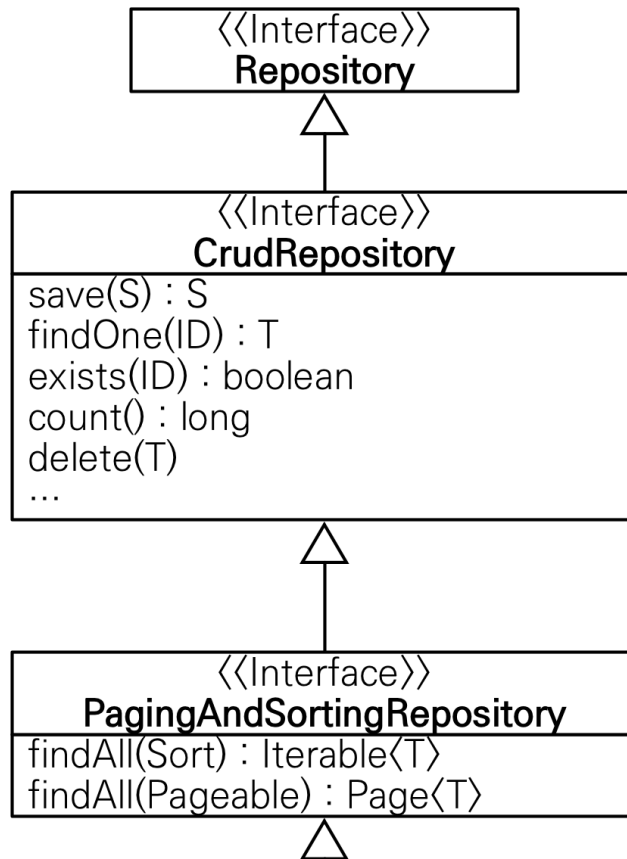 〈〈Interface〉〉
Repository
〈〈Interface〉〉
CrudRepository
save(S) : S
findOne(ID) : T
exists(ID) : boolean
count() : long
delete(T)
...
〈〈Interface〉〉
PagingAndSortingRepository
findAll(Sort) : Iterable〈T〉
findAll(Pageable) : Page〈T〉